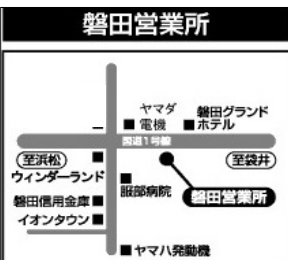 磐田営業所
ヤマダ
電機
磐田グランド
ホテル
国道1号線
至浜松
至袋井
ウィンダーランド
服部病院
磐田営業所
磐田信用金庫
イオンタウン
ヤマハ発動機